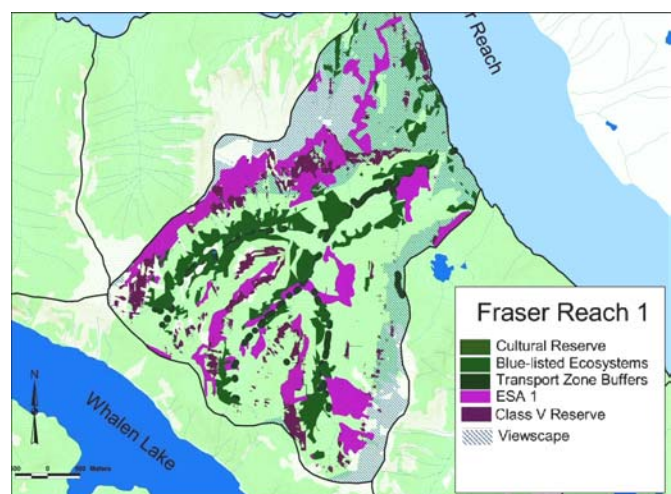 Reach
Fraser Reach 1
Cultural Reserve
Blue-listed Ecosystems
Transport Zone Buffers
ESA 1
Class V Reserve
Viewscape
N
Whalen Lake
0
Meters